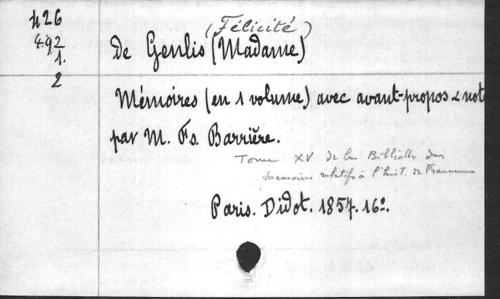 426
492
1.
2
(Félicité)
de Genlis (Madame)
Mémoires (en 1 volume) avec avant-propos & not
par M. Fs. Barrière.
Tome XV de la Biblioth des
mémoires relatifs à l'hist. de France
Paris. Didot. 1857. 16º.